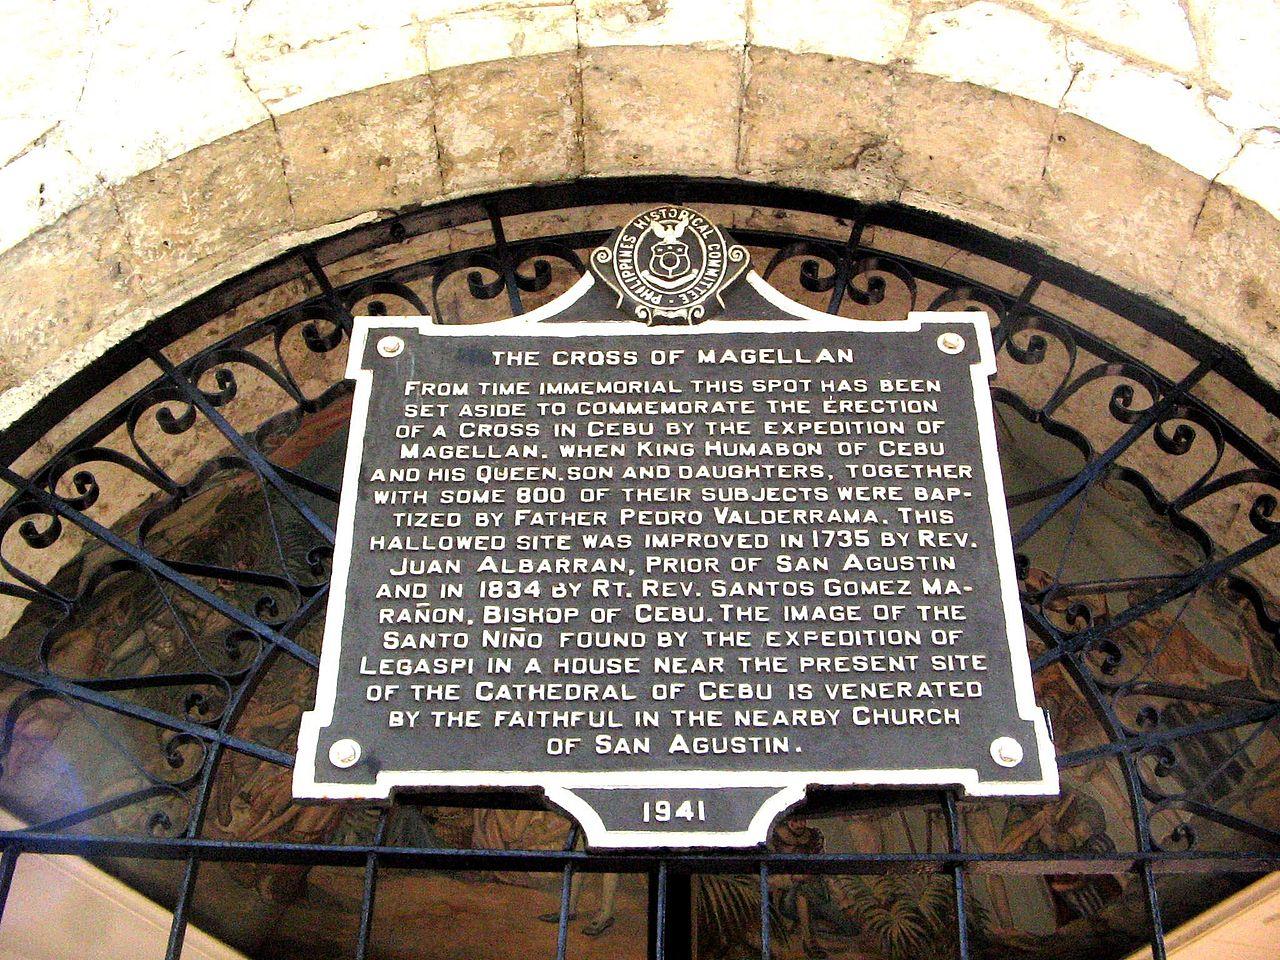 PHILIPPINES HISTORICAL COMMITTEE
THE CROSS OF MAGELLAN
FROM TIME IMMEMORIAL THIS SPOT HAS BEEN
SET ASIDE TO COMMEMORATE THE ERECTION
OF A CROSS IN CEBU BY THE EXPEDITION OF
MAGELLAN. WHEN KING HUMABON OF CEBU
AND HIS QUEEN, SON AND DAUGHTERS, TOGETHER
WITH SOME 800 OF THEIR SUBJECTS WERE BAP-
TIZED BY FATHER PEDRO VALDERRAMA. THIS
HALLOWED SITE WAS IMPROVED IN 1735 BY REV.
JUAN ALBARRAN, PRIOR OF SAN AGUSTIN
AND IN 1834 BY RT. REV. SANTOS GOMEZ MA-
RAÑON, BISHOP OF CEBU. THE IMAGE OF THE
SANTO NIÑO FOUND BY THE EXPEDITION OF
LEGASPI IN A HOUSE NEAR THE PRESENT SITE
OF THE CATHEDRAL OF CEBU IS VENERATED
BY THE FAITHFUL IN THE NEARBY CHURCH
OF SAN AGUSTIN.
1941